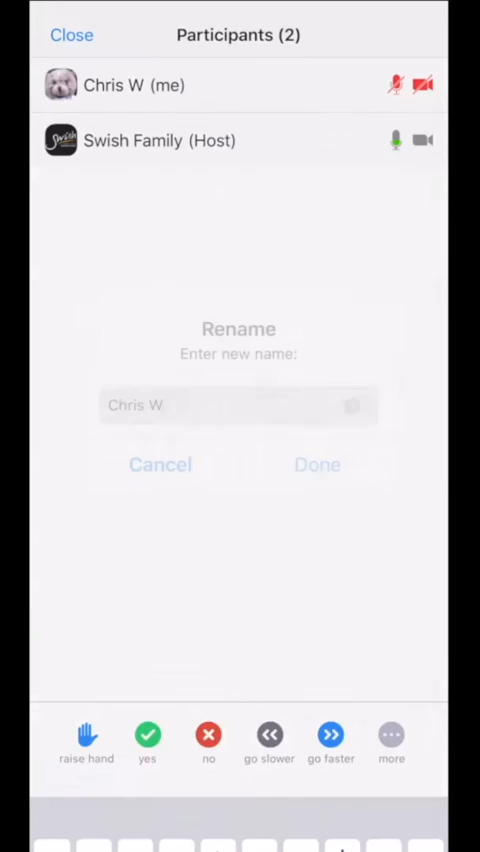 Close
Participants (2)
Chris W (me)
Swish
Swish Family (Host)
Rename
Enter new name:
Chris W
Cancel
Done
raise hand
yes
no
go slower
go faster
more